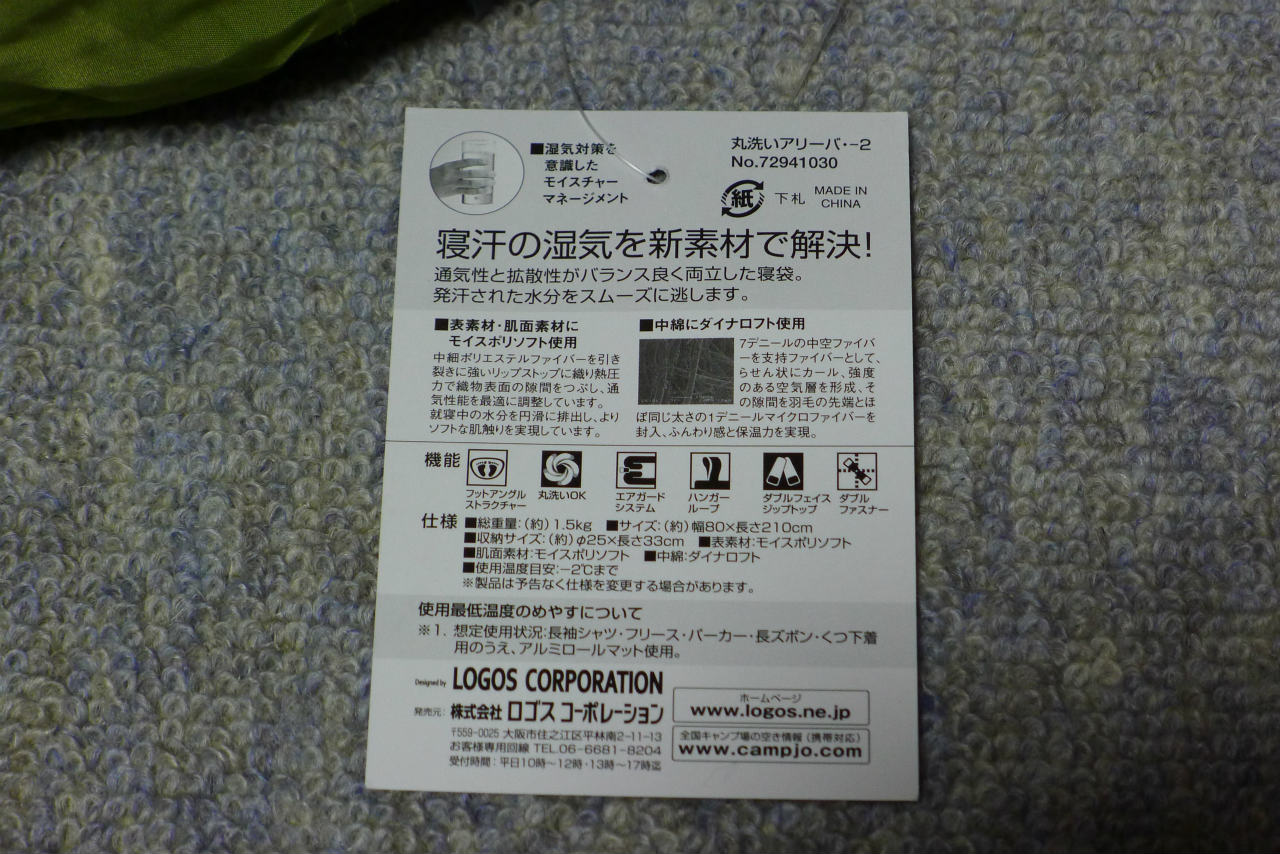 ■湿気対策を
意識した
モイスチャー
マネージメント
丸洗いアリーバ・-2
No.72941030
紙 下札 MADE IN
CHINA
寝汗の湿気を新素材で解決!
通気性と拡散性がバランス良く両立した寝袋。
発汗された水分をスムーズに逃します。
■表素材・肌面素材に
モイスポリソフト使用
中細ポリエステルファイバーを引き
裂きに強いリップストップに織り熱圧
力で織物表面の隙間をつぶし、通
気性能を最適に調整しています。
就寝中の水分を円滑に排出し、より
ソフトな肌触りを実現しています。
■中綿にダイナロフト使用
7デニールの中空ファイバ
ーを支持ファイバーとして、
らせん状にカール、強度
のある空気層を形成、そ
の隙間を羽毛の先端とほ
ぼ同じ太さの1デニールマイクロファイバーを
封入、ふんわり感と保温力を実現。
機能
フットアングル
ストラクチャー
丸洗いOK
エアガード
システム
ハンガー
ループ
ダブルフェイス
ジップトップ
ダブル
ファスナー
仕様 ■総重量:(約)1.5kg ■サイズ:(約)幅80×長さ210cm
■収納サイズ:(約)φ25×長さ33cm ■表素材:モイスポリソフト
■肌面素材:モイスポリソフト ■中綿:ダイナロフト
■使用温度目安:-2℃まで
※製品は予告なく仕様を変更する場合があります。
使用最低温度のめやすについて
※1. 想定使用状況:長袖シャツ・フリース・パーカー・長ズボン・くつ下着
用のうえ、アルミロールマット使用。
Designed by LOGOS CORPORATION
発売元: 株式会社 ロゴス コーポレーション
〒559-0025 大阪市住之江区平林南2-11-13
お客様専用回線 TEL.06-6681-8204
受付時間:平日10時〜12時・13時〜17時迄
ホームページ
www.logos.ne.jp
全国キャンプ場の空き情報(携帯対応)
www.campjo.com